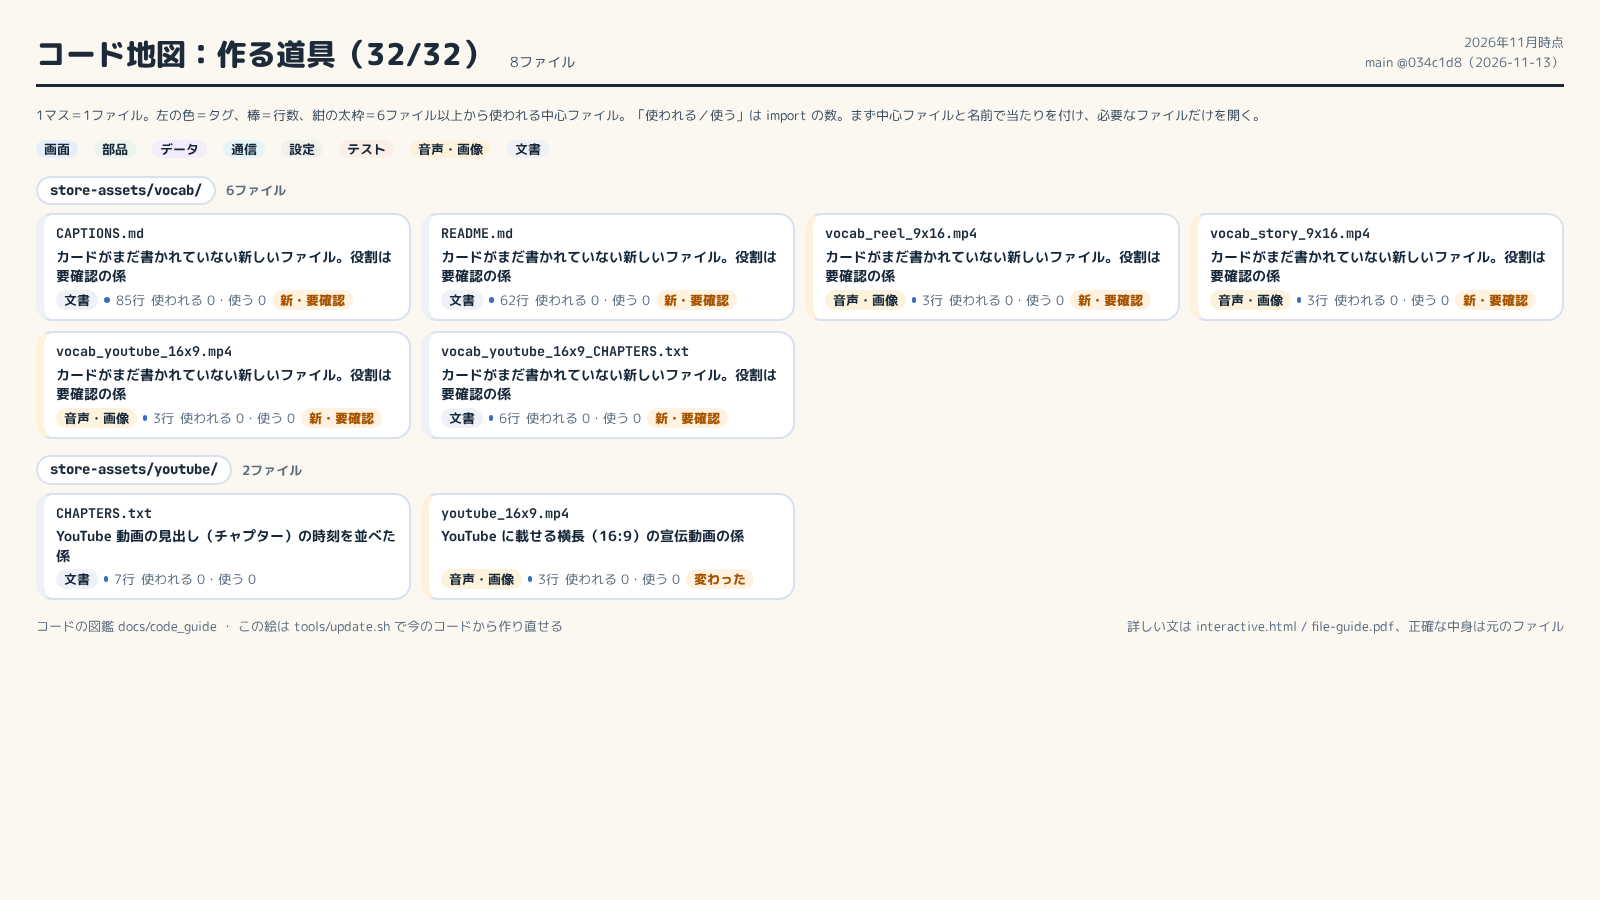 コード地図：作る道具（32/32）
8ファイル
2026年11月時点
main @034c1d8（2026-11-13）
1マス＝1ファイル。左の色＝タグ、棒＝行数、紺の太枠＝6ファイル以上から使われる中心ファイル。「使われる／使う」は import の数。まず中心ファイルと名前で当たりを付け、必要なファイルだけを開く。
画面 部品 データ 通信 設定 テスト 音声・画像 文書
store-assets/vocab/ 6ファイル
CAPTIONS.md
カードがまだ書かれていない新しいファイル。役割は
要確認の係
文書 85行 使われる 0 · 使う 0 新・要確認
README.md
カードがまだ書かれていない新しいファイル。役割は
要確認の係
文書 62行 使われる 0 · 使う 0 新・要確認
vocab_reel_9x16.mp4
カードがまだ書かれていない新しいファイル。役割は
要確認の係
音声・画像 3行 使われる 0 · 使う 0 新・要確認
vocab_story_9x16.mp4
カードがまだ書かれていない新しいファイル。役割は
要確認の係
音声・画像 3行 使われる 0 · 使う 0 新・要確認
vocab_youtube_16x9.mp4
カードがまだ書かれていない新しいファイル。役割は
要確認の係
音声・画像 3行 使われる 0 · 使う 0 新・要確認
vocab_youtube_16x9_CHAPTERS.txt
カードがまだ書かれていない新しいファイル。役割は
要確認の係
文書 6行 使われる 0 · 使う 0 新・要確認
store-assets/youtube/ 2ファイル
CHAPTERS.txt
YouTube 動画の見出し（チャプター）の時刻を並べた
係
文書 7行 使われる 0 · 使う 0
youtube_16x9.mp4
YouTube に載せる横長（16:9）の宣伝動画の係
音声・画像 3行 使われる 0 · 使う 0 変わった
コードの図鑑 docs/code_guide · この絵は tools/update.sh で今のコードから作り直せる
詳しい文は interactive.html / file-guide.pdf、正確な中身は元のファイル